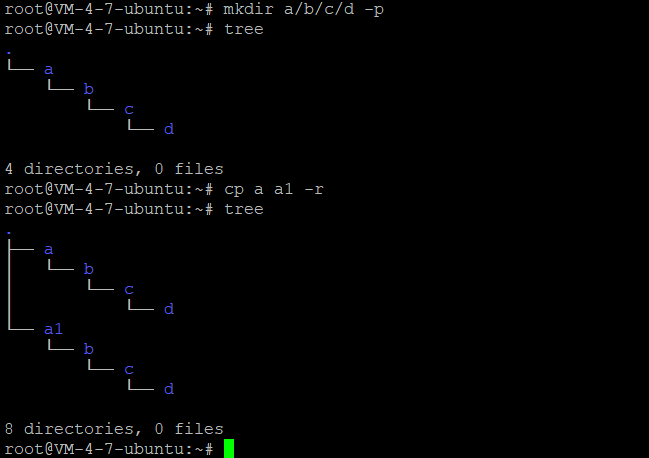 root@VM-4-7-ubuntu:~# mkdir a/b/c/d -p
root@VM-4-7-ubuntu:~# tree
.
└── a
    └── b
        └── c
            └── d

4 directories, 0 files
root@VM-4-7-ubuntu:~# cp a a1 -r
root@VM-4-7-ubuntu:~# tree
.
├── a
│   └── b
│       └── c
│           └── d
└── a1
    └── b
        └── c
            └── d

8 directories, 0 files
root@VM-4-7-ubuntu:~#